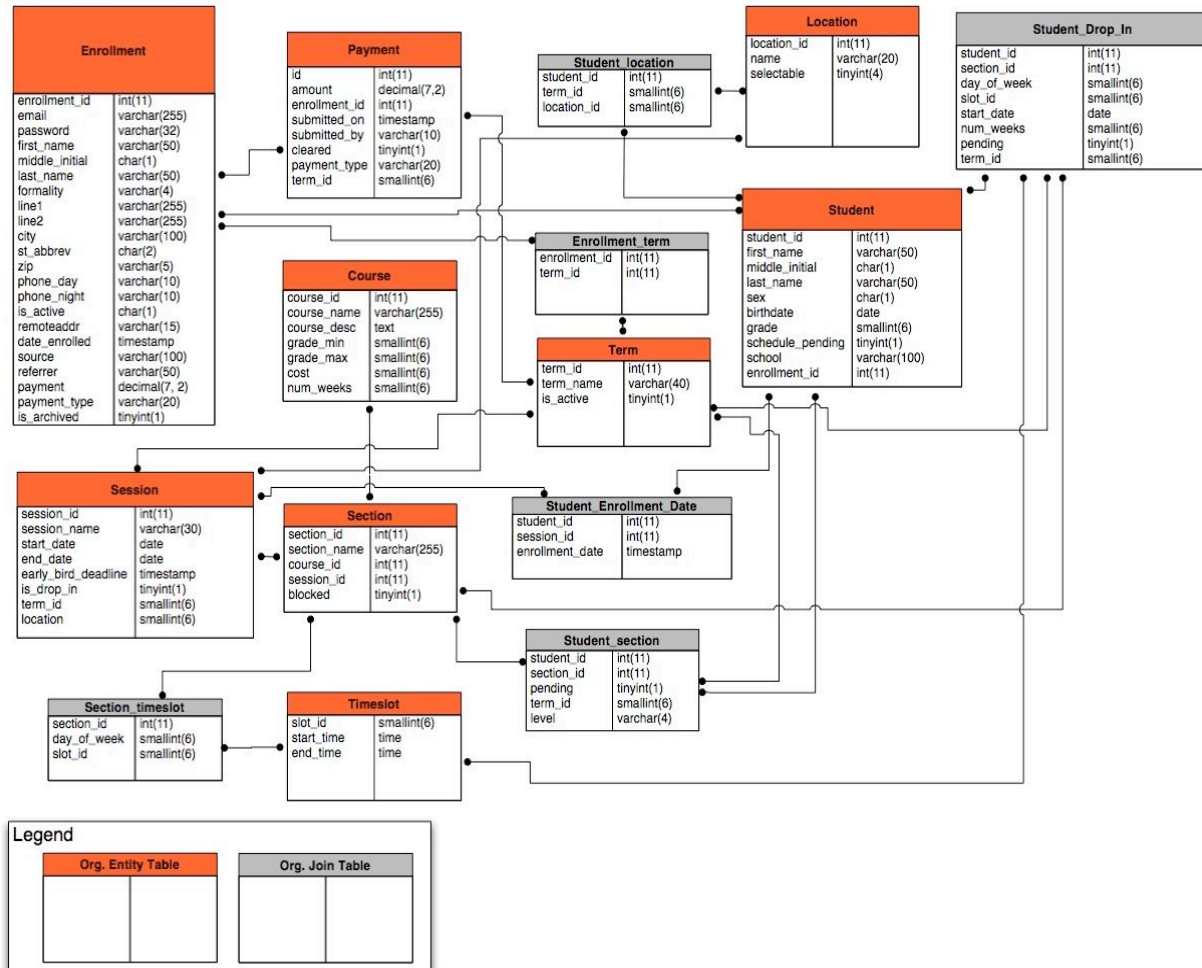 Enrollment
enrollment_id int(11)
email varchar(255)
password varchar(32)
first_name varchar(50)
middle_initial char(1)
last_name varchar(50)
formality varchar(4)
line1 varchar(255)
line2 varchar(255)
city varchar(100)
st_abbrev char(2)
zip varchar(5)
phone_day varchar(10)
phone_night varchar(10)
is_active char(1)
remoteaddr varchar(15)
date_enrolled timestamp
source varchar(100)
referrer varchar(50)
payment decimal(7, 2)
payment_type varchar(20)
is_archived tinyint(1)
Payment
id int(11)
amount decimal(7,2)
enrollment_id int(11)
submitted_on timestamp
submitted_by varchar(10)
cleared tinyint(1)
payment_type varchar(20)
term_id smallint(6)
Student_location
student_id int(11)
term_id smallint(6)
location_id smallint(6)
Location
location_id int(11)
name varchar(20)
selectable tinyint(4)
Student_Drop_In
student_id int(11)
section_id int(11)
day_of_week smallint(6)
slot_id smallint(6)
start_date date
num_weeks smallint(6)
pending tinyint(1)
term_id smallint(6)
Student
student_id int(11)
first_name varchar(50)
middle_initial char(1)
last_name varchar(50)
sex char(1)
birthdate date
grade smallint(6)
schedule_pending tinyint(1)
school varchar(100)
enrollment_id int(11)
Enrollment_term
enrollment_id int(11)
term_id int(11)
Course
course_id int(11)
course_name varchar(255)
course_desc text
grade_min smallint(6)
grade_max smallint(6)
cost smallint(6)
num_weeks smallint(6)
Term
term_id int(11)
term_name varchar(40)
is_active tinyint(1)
Session
session_id int(11)
session_name varchar(30)
start_date date
end_date date
early_bird_deadline timestamp
is_drop_in tinyint(1)
term_id smallint(6)
location smallint(6)
Section
section_id int(11)
section_name varchar(255)
course_id int(11)
session_id int(11)
blocked tinyint(1)
Student_Enrollment_Date
student_id int(11)
session_id int(11)
enrollment_date timestamp
Student_section
student_id int(11)
section_id int(11)
pending tinyint(1)
term_id smallint(6)
level varchar(4)
Section_timeslot
section_id int(11)
day_of_week smallint(6)
slot_id smallint(6)
Timeslot
slot_id smallint(6)
start_time time
end_time time
Legend
Org. Entity Table
Org. Join Table